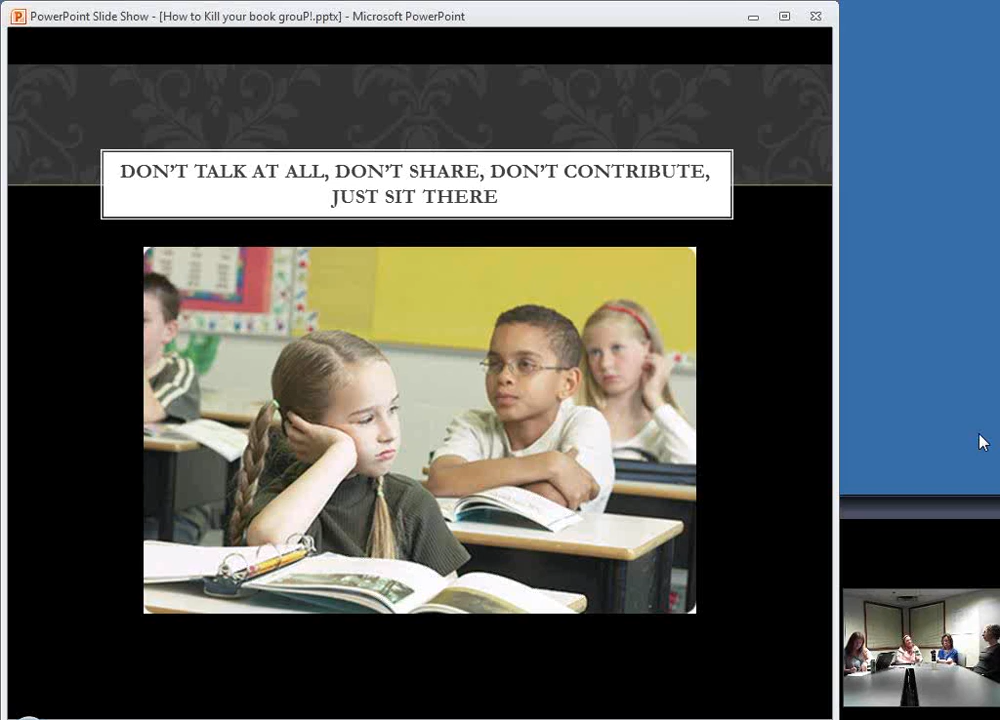 PowerPoint Slide Show - [How to Kill your book grouP!.pptx] - Microsoft PowerPoint
DON'T TALK AT ALL, DON'T SHARE, DON'T CONTRIBUTE,
JUST SIT THERE